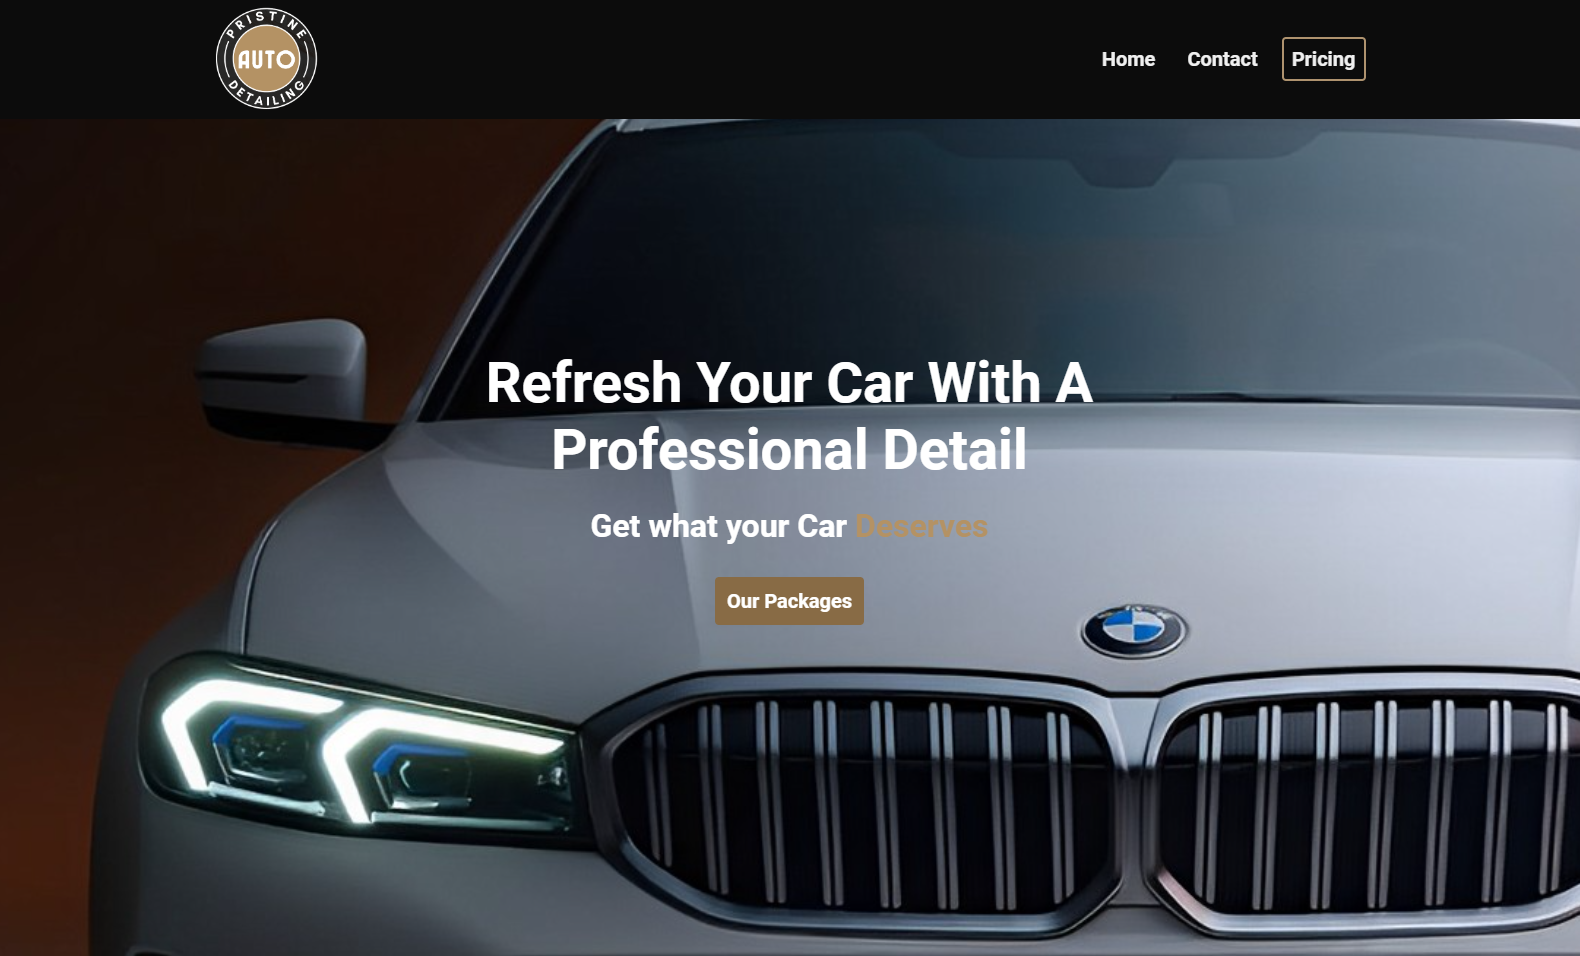 PRISTINE
AUTO
DETAILING
Home Contact Pricing
Refresh Your Car With A
Professional Detail
Get what your Car Deserves
Our Packages